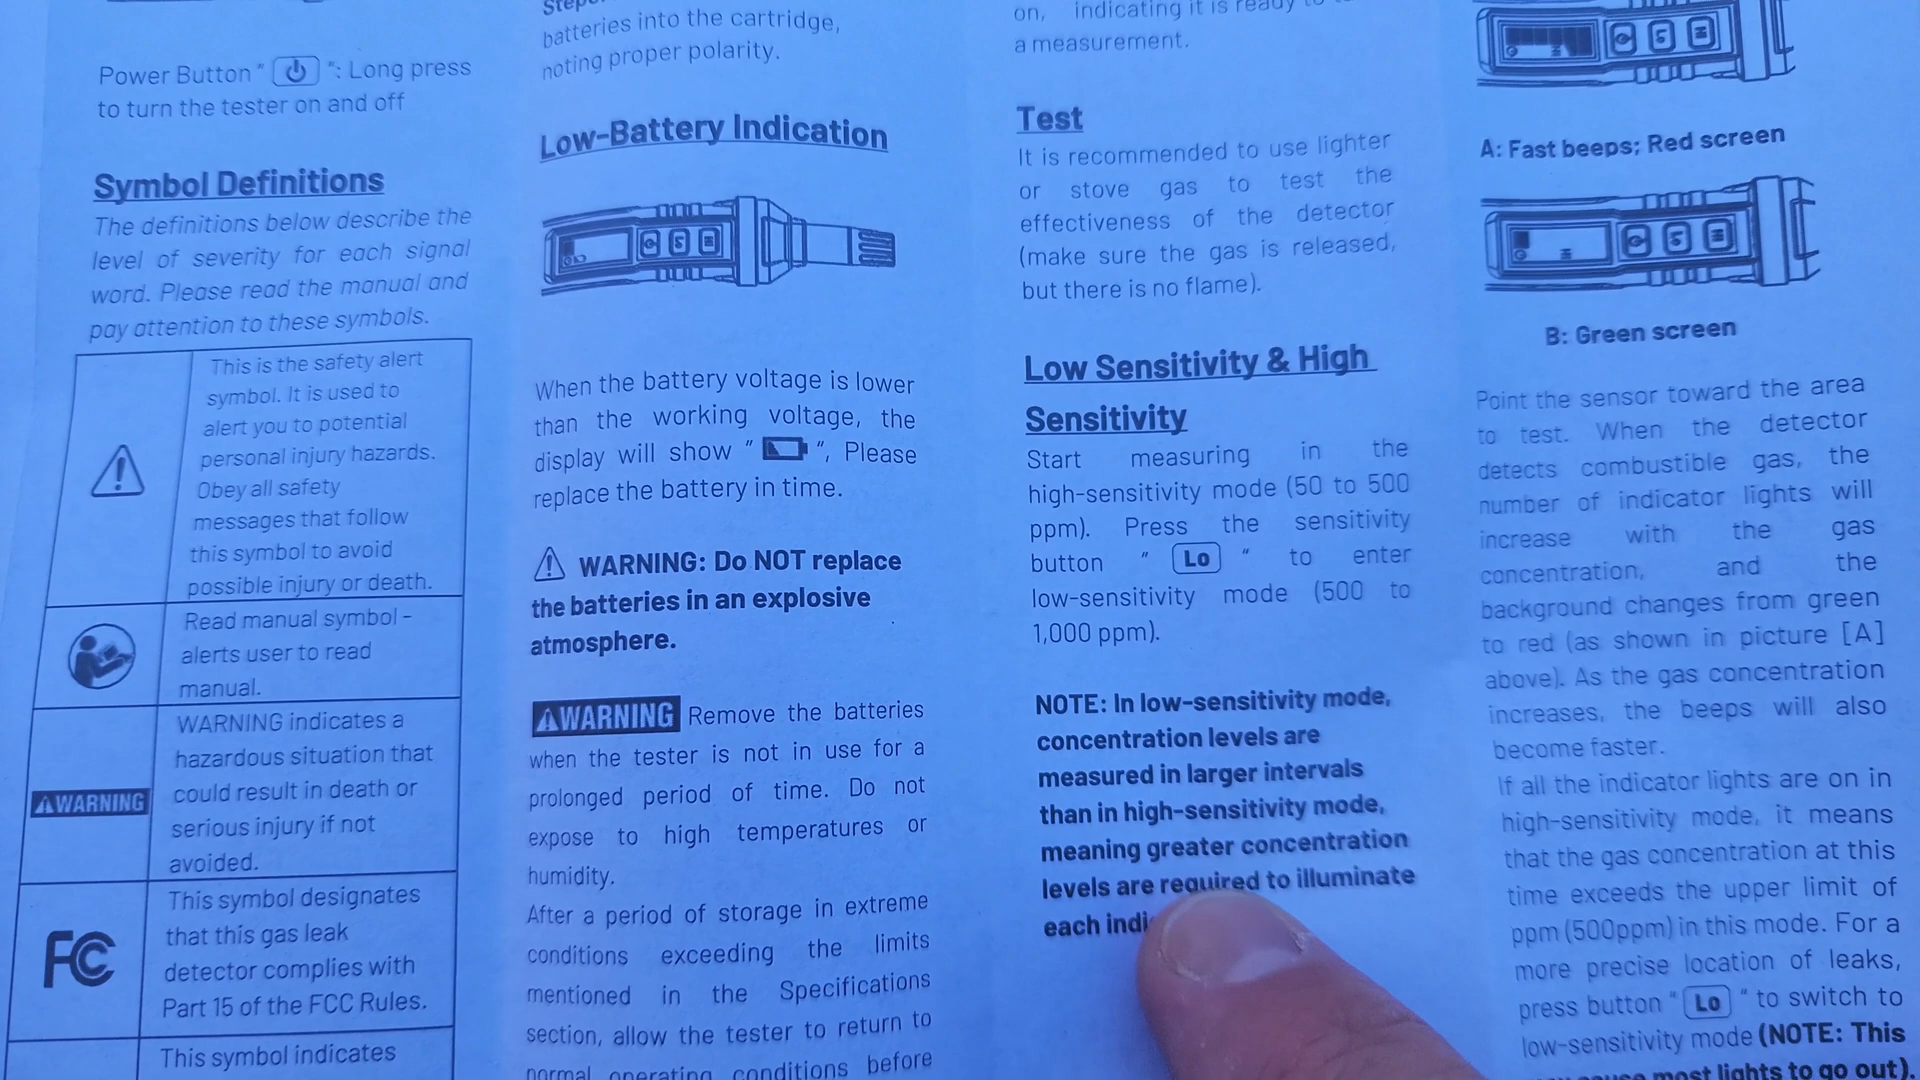 Power Button " ": Long press
to turn the tester on and off
Symbol Definitions
The definitions below describe the
level of severity for each signal
word. Please read the manual and
pay attention to these symbols.
This is the safety alert
symbol. It is used to
alert you to potential
personal injury hazards.
Obey all safety
messages that follow
this symbol to avoid
possible injury or death.
Read manual symbol -
alerts user to read
manual.
WARNING
WARNING indicates a
hazardous situation that
could result in death or
serious injury if not
avoided.
FC
This symbol designates
that this gas leak
detector complies with
Part 15 of the FCC Rules.
This symbol indicates
batteries into the cartridge,
noting proper polarity.
Low-Battery Indication
When the battery voltage is lower
than the working voltage, the
display will show " ", Please
replace the battery in time.
WARNING: Do NOT replace
the batteries in an explosive
atmosphere.
WARNING Remove the batteries
when the tester is not in use for a
prolonged period of time. Do not
expose to high temperatures or
humidity.
After a period of storage in extreme
conditions exceeding the limits
mentioned in the Specifications
section, allow the tester to return to
normal operating conditions before
on, indicating it is ready to
a measurement.
Test
It is recommended to use lighter
or stove gas to test the
effectiveness of the detector
(make sure the gas is released,
but there is no flame).
Low Sensitivity & High
Sensitivity
Start measuring in the
high-sensitivity mode (50 to 500
ppm). Press the sensitivity
button " Lo " to enter
low-sensitivity mode (500 to
1,000 ppm).
NOTE: In low-sensitivity mode,
concentration levels are
measured in larger intervals
than in high-sensitivity mode,
meaning greater concentration
levels are required to illuminate
each
A: Fast beeps; Red screen
B: Green screen
Point the sensor toward the area
to test. When the detector
detects combustible gas, the
number of indicator lights will
increase with the gas
concentration, and the
background changes from green
to red (as shown in picture [A]
above). As the gas concentration
increases, the beeps will also
become faster.
If all the indicator lights are on in
high-sensitivity mode, it means
that the gas concentration at this
time exceeds the upper limit of
ppm (500ppm) in this mode. For a
more precise location of leaks,
press button " Lo " to switch to
low-sensitivity mode (NOTE: This
most lights to go out).